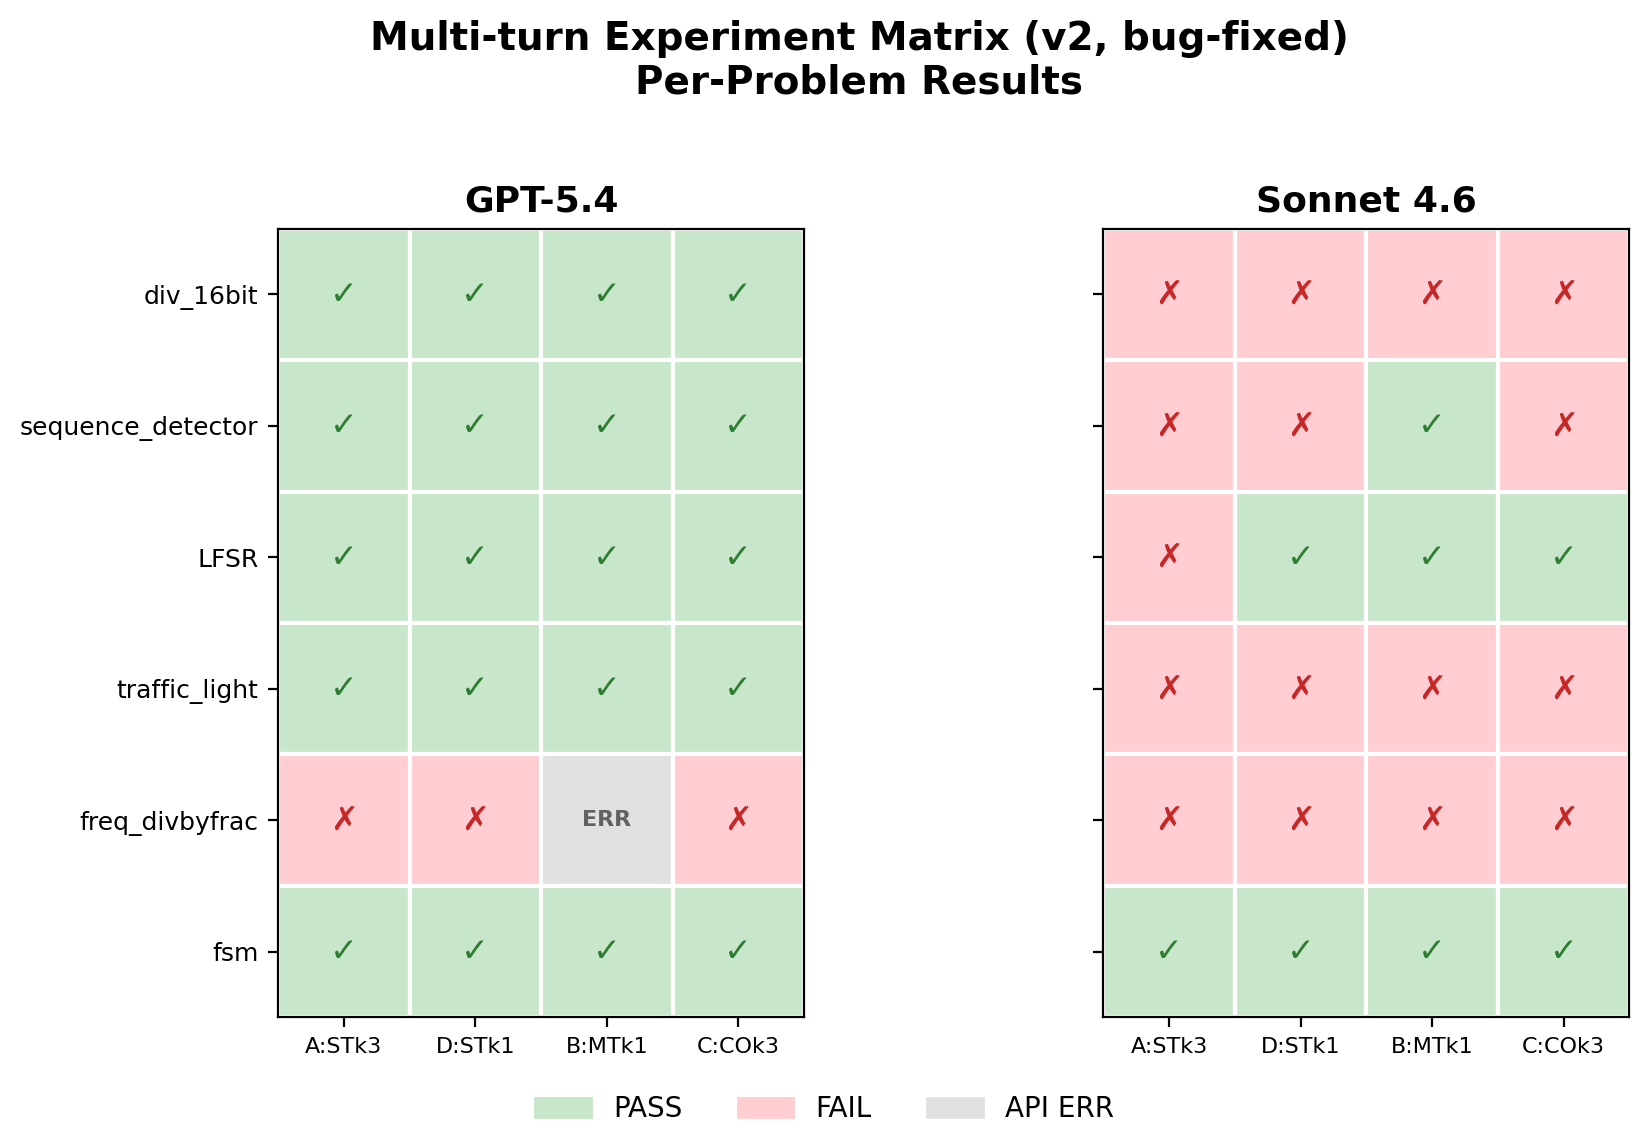 Multi-turn Experiment Matrix (v2, bug-fixed)
Per-Problem Results
GPT-5.4
Sonnet 4.6
div_16bit ✓ ✓ ✓ ✓ ✗ ✗ ✗ ✗
sequence_detector ✓ ✓ ✓ ✓ ✗ ✗ ✓ ✗
LFSR ✓ ✓ ✓ ✓ ✗ ✓ ✓ ✓
traffic_light ✓ ✓ ✓ ✓ ✗ ✗ ✗ ✗
freq_divbyfrac ✗ ✗ ERR ✗ ✗ ✗ ✗ ✗
fsm ✓ ✓ ✓ ✓ ✓ ✓ ✓ ✓
A:STk3 D:STk1 B:MTk1 C:COk3 A:STk3 D:STk1 B:MTk1 C:COk3
PASS FAIL API ERR